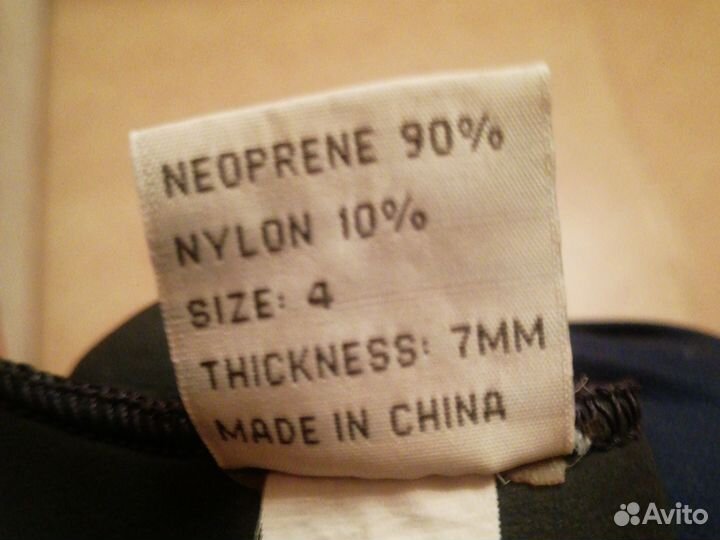 NEOPRENE 90%
NYLON 10%
SIZE: 4
THICKNESS: 7MM
MADE IN CHINA
Avito